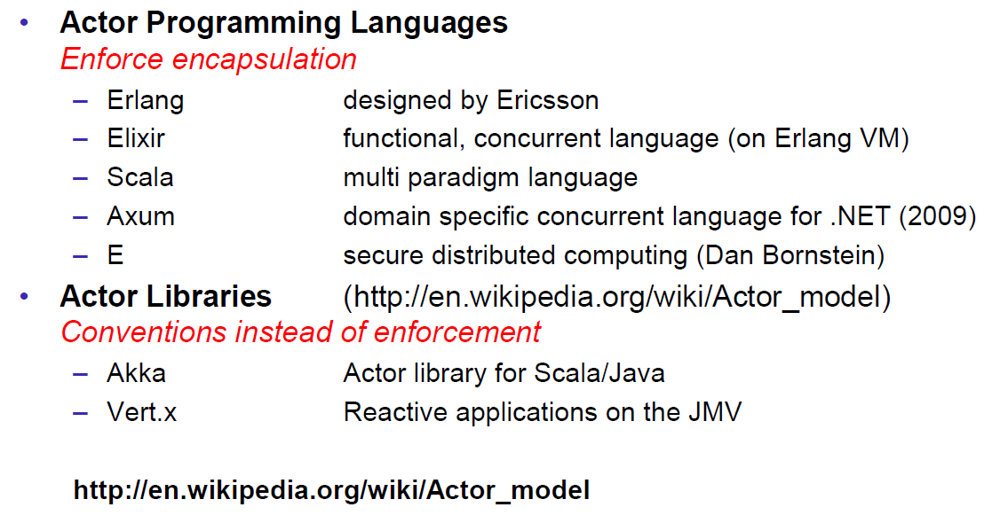 • Actor Programming Languages
Enforce encapsulation
– Erlang designed by Ericsson
– Elixir functional, concurrent language (on Erlang VM)
– Scala multi paradigm language
– Axum domain specific concurrent language for .NET (2009)
– E secure distributed computing (Dan Bornstein)
• Actor Libraries (http://en.wikipedia.org/wiki/Actor_model)
Conventions instead of enforcement
– Akka Actor library for Scala/Java
– Vert.x Reactive applications on the JMV
http://en.wikipedia.org/wiki/Actor_model